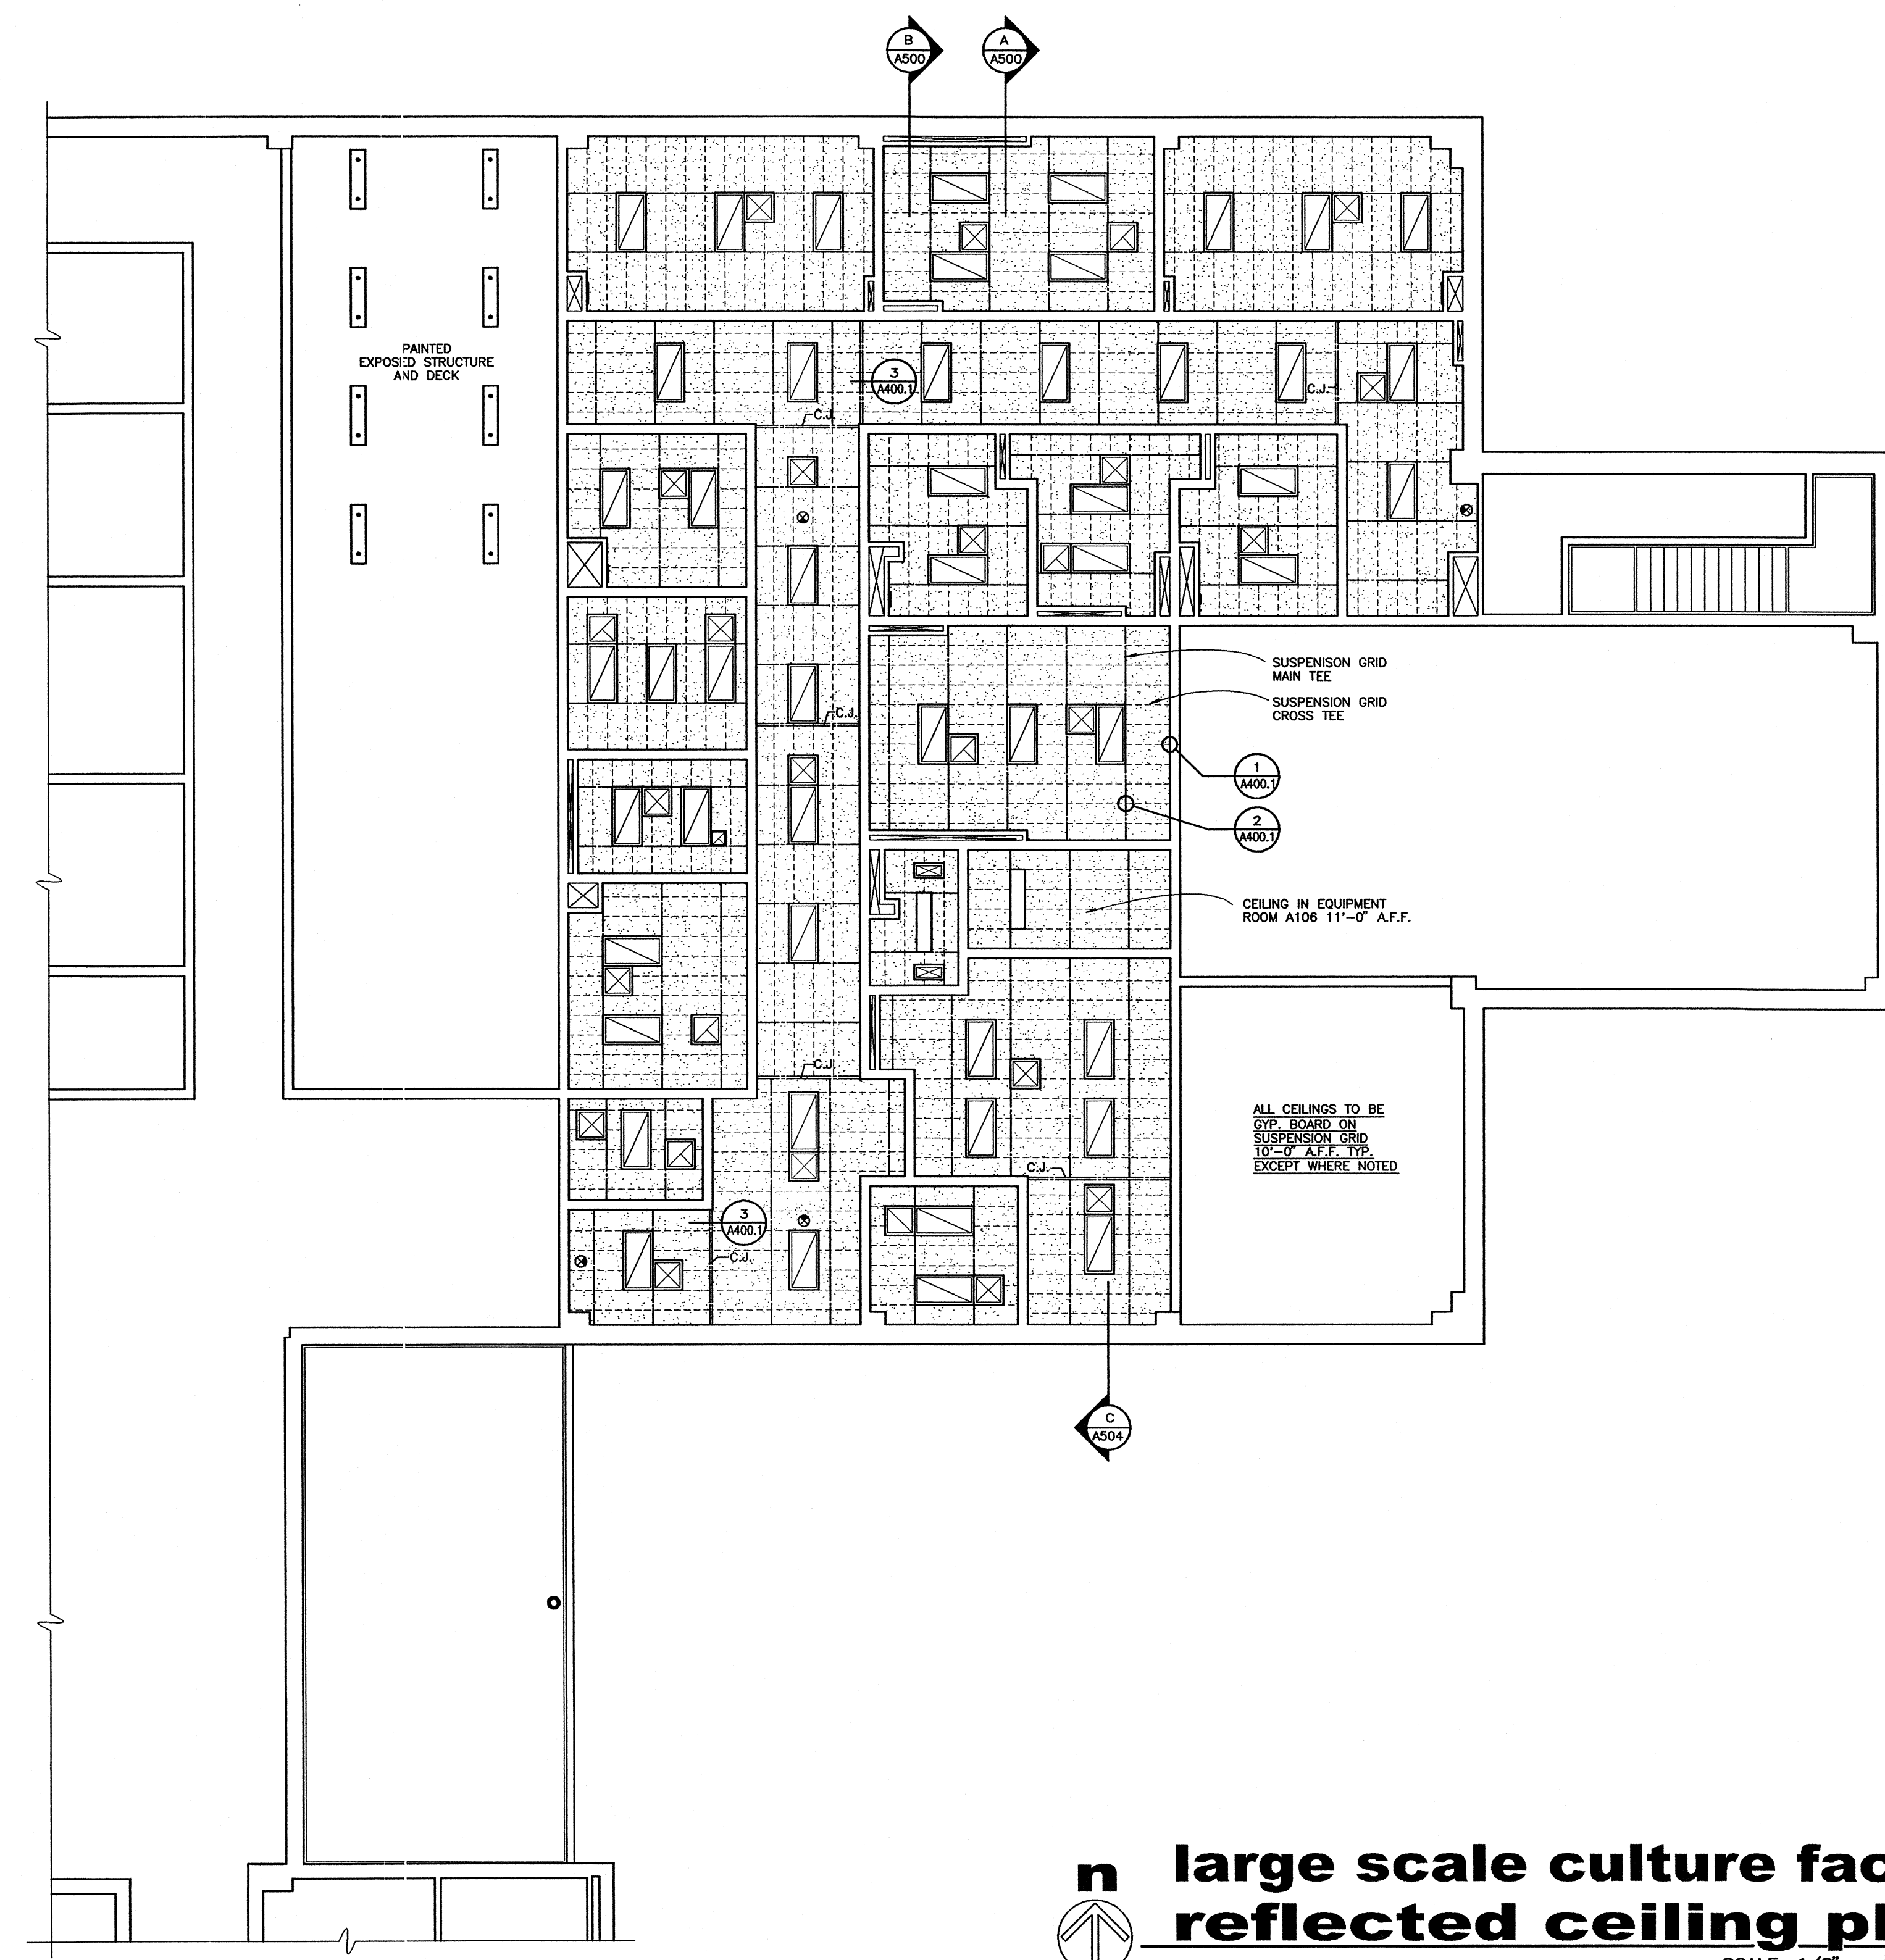 B
A500
A
A500
PAINTED
EXPOSED STRUCTURE
AND DECK
3
A400.1
C.J.
C.J.
SUSPENISON GRID
MAIN TEE
SUSPENSION GRID
CROSS TEE
C.J.
1
A400.1
2
A400.1
CEILING IN EQUIPMENT
ROOM A106 11'-0" A.F.F.
C.J.
ALL CEILINGS TO BE
GYP. BOARD ON
SUSPENSION GRID
10'-0" A.F.F. TYP.
EXCEPT WHERE NOTED
C.J.
3
A400.1
C.J.
C
A504
n
large scale culture fac
reflected ceiling pl